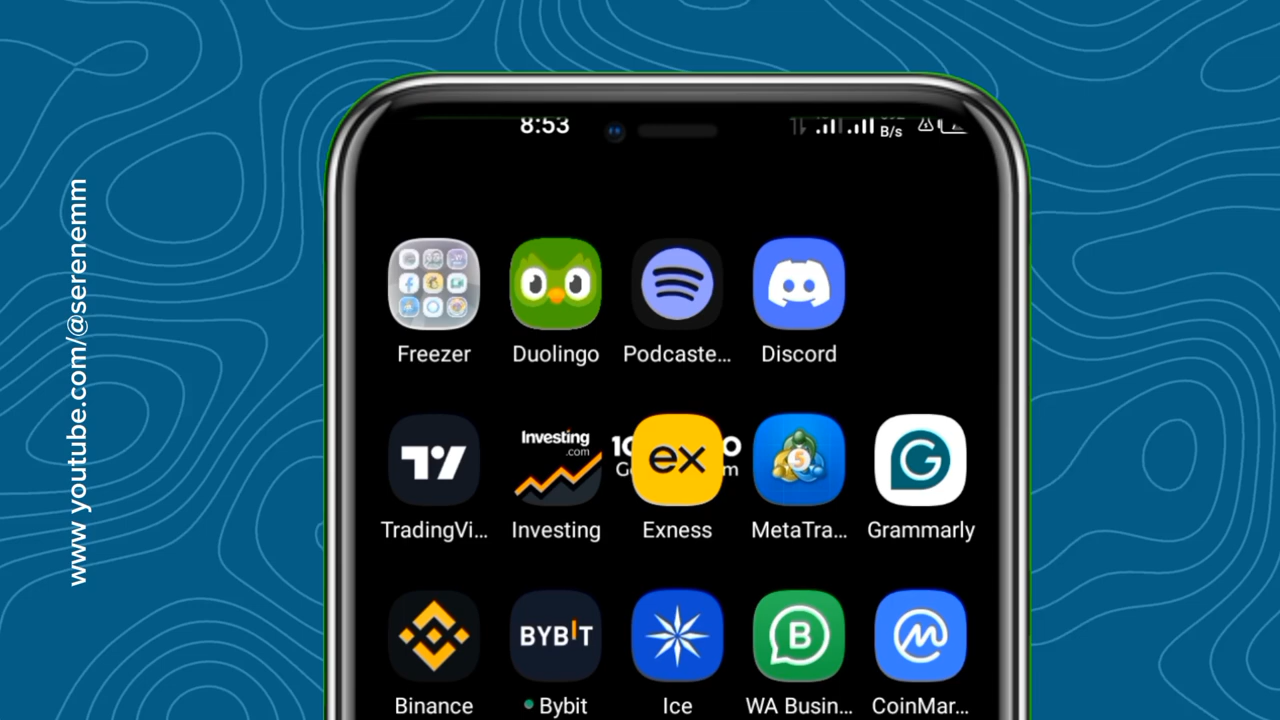 www youtube.com/@serenemm
8:53
B/s
Freezer Duolingo Podcaste... Discord
Investing
.com
ex
5
TradingVi... Investing Exness MetaTra... Grammarly
BYBIT
B
Binance Bybit Ice WA Busin... CoinMar...